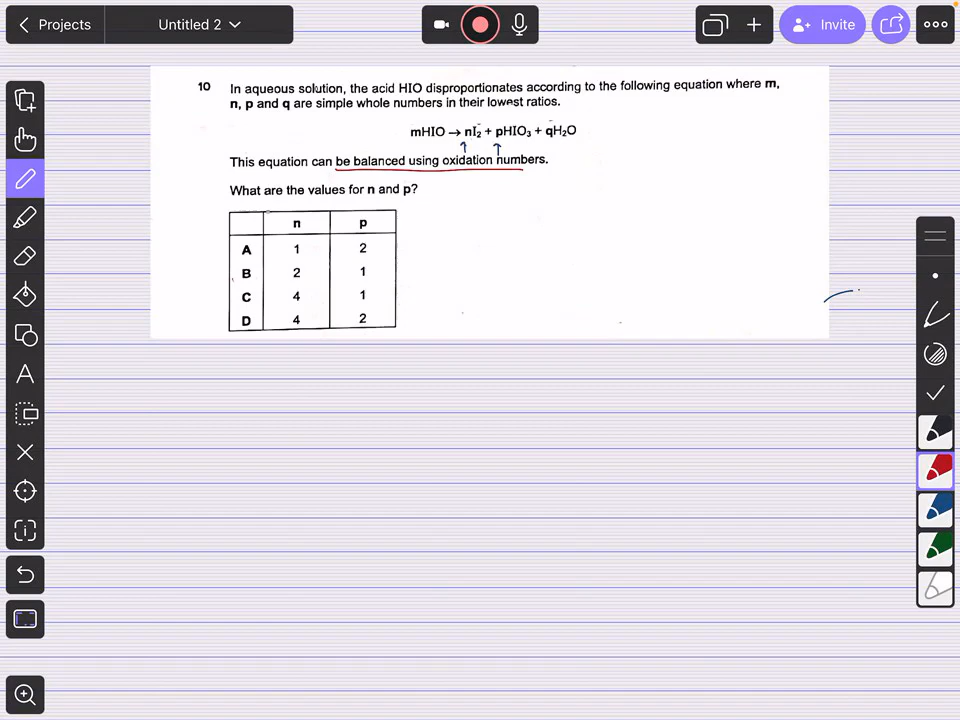 Projects
Untitled 2
Invite
10 In aqueous solution, the acid HIO disproportionates according to the following equation where m,
n, p and q are simple whole numbers in their lowest ratios.
mHIO → nI₂ + pHIO₃ + qH₂O
This equation can be balanced using oxidation numbers.
What are the values for n and p?
n p
A 1 2
B 2 1
C 4 1
D 4 2
A